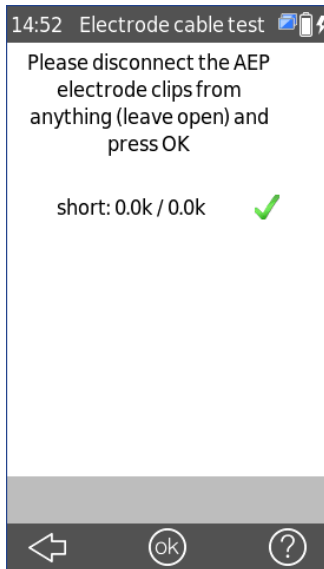 14:52 Electrode cable test
Please disconnect the AEP
electrode clips from
anything (leave open) and
press OK
short: 0.0k / 0.0k
ok
?